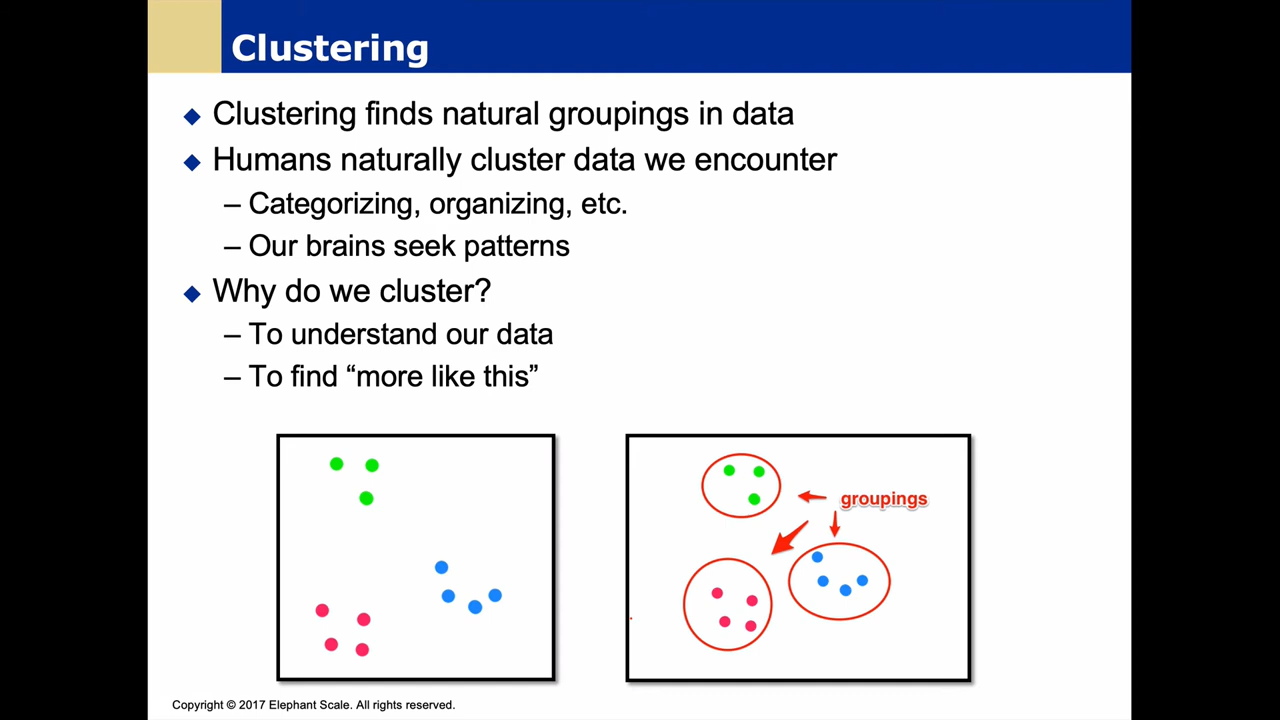 Clustering
◆ Clustering finds natural groupings in data
◆ Humans naturally cluster data we encounter
– Categorizing, organizing, etc.
– Our brains seek patterns
◆ Why do we cluster?
– To understand our data
– To find “more like this”
groupings
Copyright © 2017 Elephant Scale. All rights reserved.